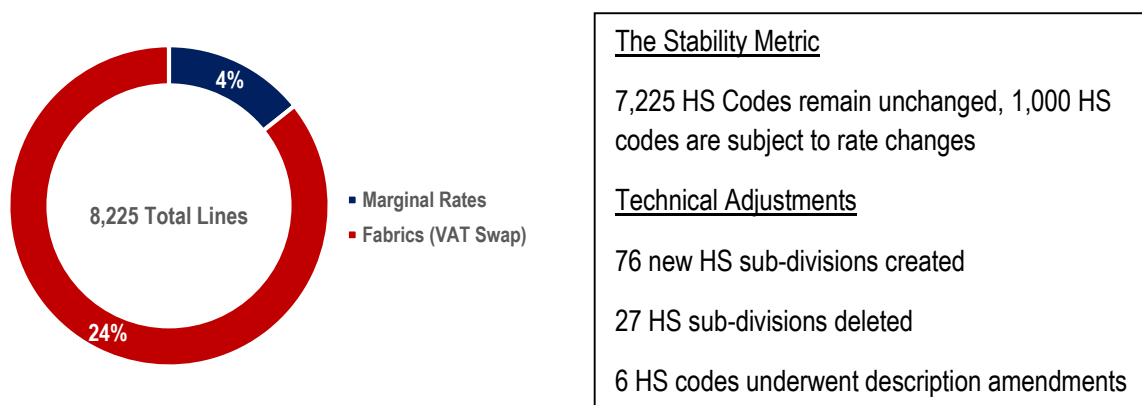 4%
8,225 Total Lines
24%
Marginal Rates
Fabrics (VAT Swap)
The Stability Metric
7,225 HS Codes remain unchanged, 1,000 HS
codes are subject to rate changes
Technical Adjustments
76 new HS sub-divisions created
27 HS sub-divisions deleted
6 HS codes underwent description amendments